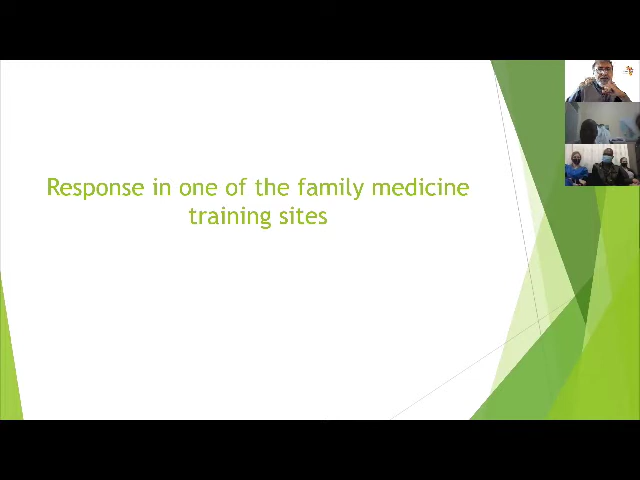 Response in one of the family medicine
training sites